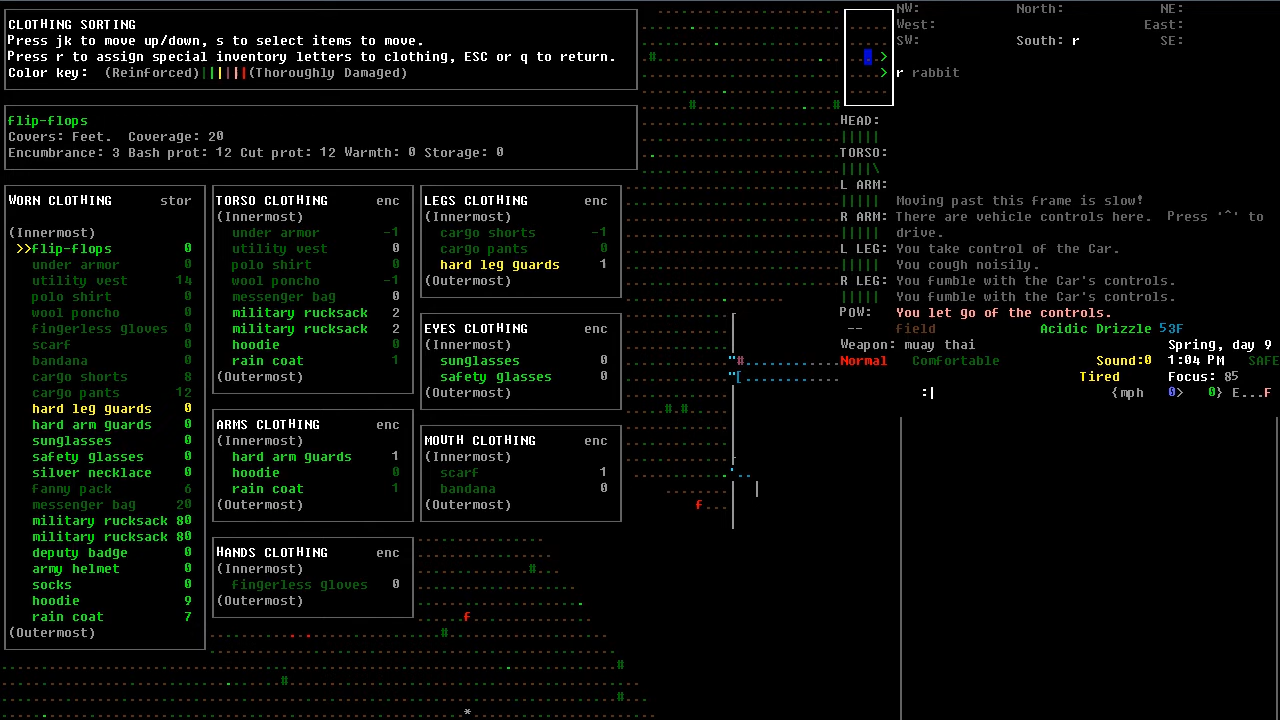 CLOTHING SORTING
Press jk to move up/down, s to select items to move.
Press r to assign special inventory letters to clothing, ESC or q to return.
Color key:  (Reinforced)||||||(Thoroughly Damaged)
flip-flops
Covers: Feet.  Coverage: 20
Encumbrance: 3 Bash prot: 12 Cut prot: 12 Warmth: 0 Storage: 0
WORN CLOTHING stor
(Innermost)
>>flip-flops 0
under armor 0
utility vest 14
polo shirt 0
wool poncho 0
fingerless gloves 0
scarf 0
bandana 0
cargo shorts 8
cargo pants 12
hard leg guards 0
hard arm guards 0
sunglasses 0
safety glasses 0
silver necklace 0
fanny pack 6
messenger bag 20
military rucksack 80
military rucksack 80
deputy badge 0
army helmet 0
socks 0
hoodie 9
rain coat 7
(Outermost)
TORSO CLOTHING enc
(Innermost)
under armor -1
utility vest 0
polo shirt 0
wool poncho -1
messenger bag 0
military rucksack 2
military rucksack 2
hoodie 0
rain coat 1
(Outermost)
ARMS CLOTHING enc
(Innermost)
hard arm guards 1
hoodie 0
rain coat 1
(Outermost)
HANDS CLOTHING enc
(Innermost)
fingerless gloves 0
(Outermost)
LEGS CLOTHING enc
(Innermost)
cargo shorts -1
cargo pants 0
hard leg guards 1
(Outermost)
EYES CLOTHING enc
(Innermost)
sunglasses 0
safety glasses 0
(Outermost)
MOUTH CLOTHING enc
(Innermost)
scarf 1
bandana 0
(Outermost)
NW: North: NE:
West: East:
SW: South: r SE:
r rabbit
HEAD:
|||||
TORSO:
||||\
L ARM:
|||||
R ARM:
|||||
L LEG:
|||||
R LEG:
|||||
POW:
--
Moving past this frame is slow!
There are vehicle controls here.  Press '^' to
drive.
You take control of the Car.
You cough noisily.
You fumble with the Car's controls.
You fumble with the Car's controls.
You let go of the controls.
field Acidic Drizzle 53F
Weapon: muay thai Spring, day 9
Normal Comfortable Sound:0 1:04 PM SAFE
Tired Focus: 85
:| {mph 0> 0} E...F